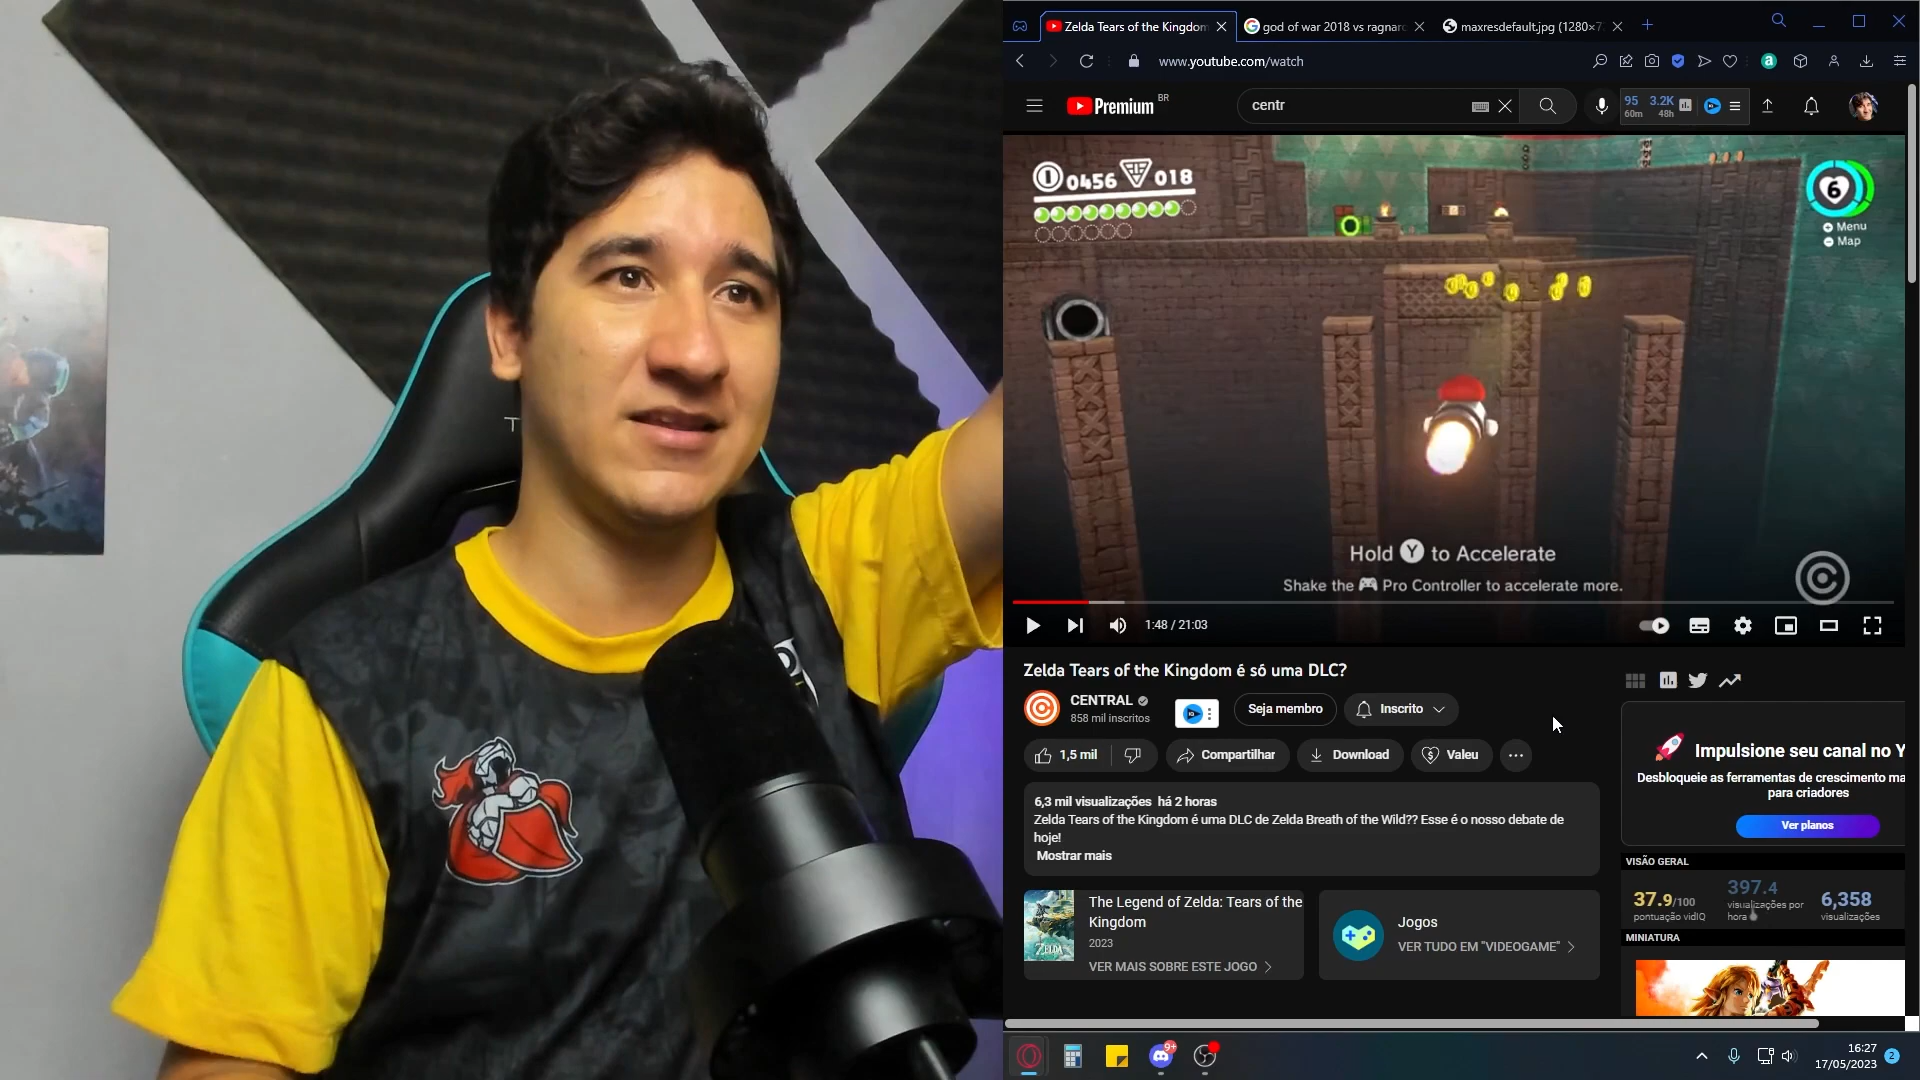 Zelda Tears of the Kingdom
god of war 2018 vs ragnaro
maxresdefault.jpg (1280×7
www.youtube.com/watch
Premium BR
centr
95 3.2K
60m 48h
0456 018
6
Menu
Map
Hold Y to Accelerate
Shake the Pro Controller to accelerate more.
1:48 / 21:03
Zelda Tears of the Kingdom é só uma DLC?
CENTRAL
858 mil inscritos
Seja membro
Inscrito
1,5 mil
Compartilhar
Download
Valeu
6,3 mil visualizações há 2 horas
Zelda Tears of the Kingdom é uma DLC de Zelda Breath of the Wild?? Esse é o nosso debate de
hoje!
Mostrar mais
The Legend of Zelda: Tears of the
Kingdom
2023
VER MAIS SOBRE ESTE JOGO
Jogos
VER TUDO EM "VIDEOGAME"
Impulsione seu canal no Y
Desbloqueie as ferramentas de crescimento ma
para criadores
Ver planos
VISÃO GERAL
37.9/100
pontuação vidIQ
397.4
visualizações por
hora
6,358
visualizações
MINIATURA
ZELDA
9+
16:27
17/05/2023
2